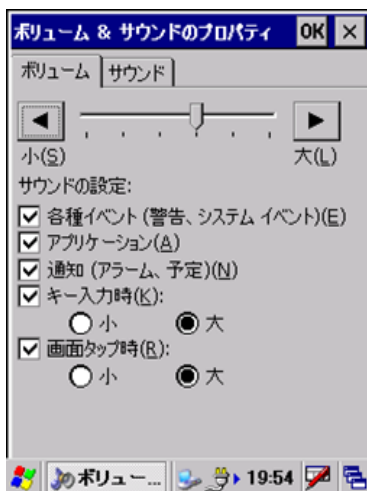 ボリューム & サウンドのプロパティ OK ×
ボリューム サウンド
小(S) 大(L)
サウンドの設定:
各種イベント (警告、システム イベント)(E)
アプリケーション(A)
通知 (アラーム、予定)(N)
キー入力時(K):
小 大
画面タップ時(R):
小 大
ボリュー... 19:54